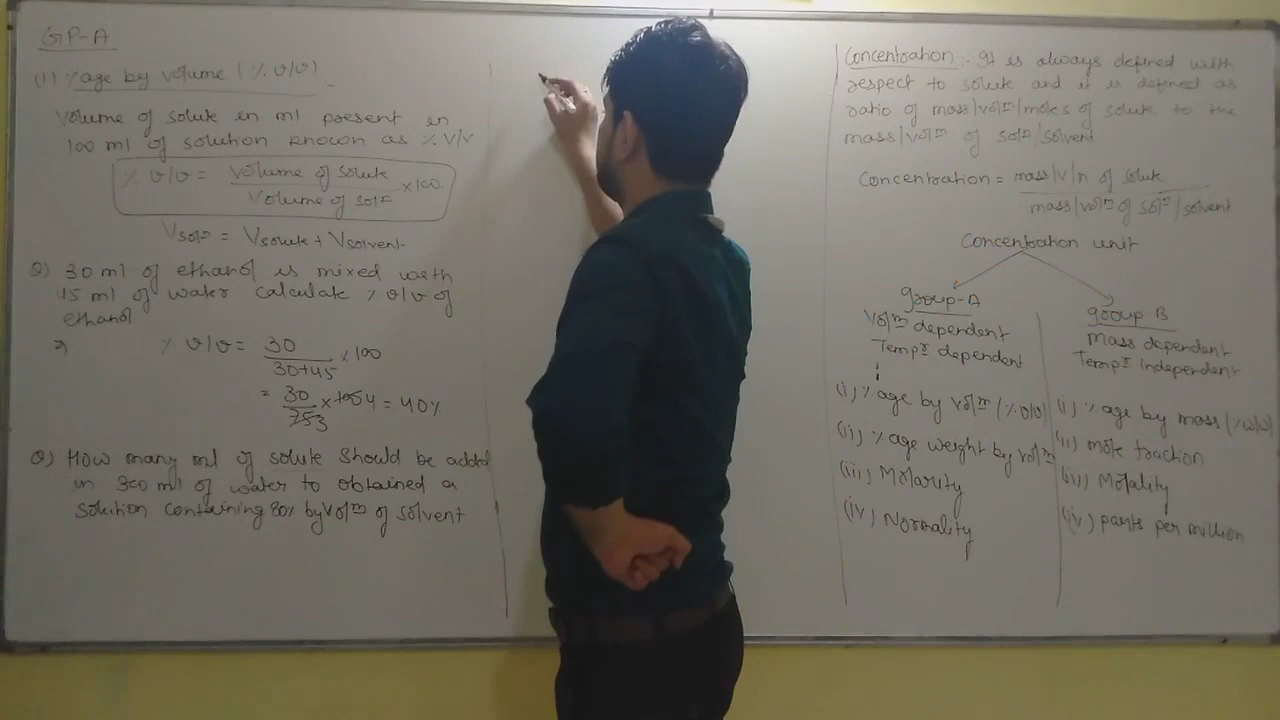 GP-A
(1) %age by volume (% v/v)
Volume of solute in ml present in
100 ml of solution known as % V/V
% v/v = Volume of solute / Volume of solⁿ × 100
Vsolⁿ = Vsolute + Vsolvent
Q) 30 ml of ethanol is mixed with
45 ml of water calculate % v/v of
ethanol
⇒ % v/v = 30 / 30+45 × 100
= 30 / 75 3 × 100 4 = 40%
Q) How many ml of solute should be added
in 300 ml of water to obtained a
solution containing 80% by Volᵐ of solvent
Concentration : It is always defined with
respect to solute and it is defined as
ratio of mass/volᵐ/moles of solute to the
mass/volᵐ of solⁿ/solvent
Concentration = mass/V/n of solute / mass/volᵐ of solⁿ/solvent
Concentration unit
group-A
Volᵐ dependent
Tempʳ dependent
(i) % age by volᵐ (% v/v)
(ii) % age weight by volᵐ
(iii) Molarity
(iv) Normality
group B
Mass dependent
Tempʳ independent
(i) % age by mass (% w/w)
(ii) mole fraction
(iii) Molality
(iv) parts per million